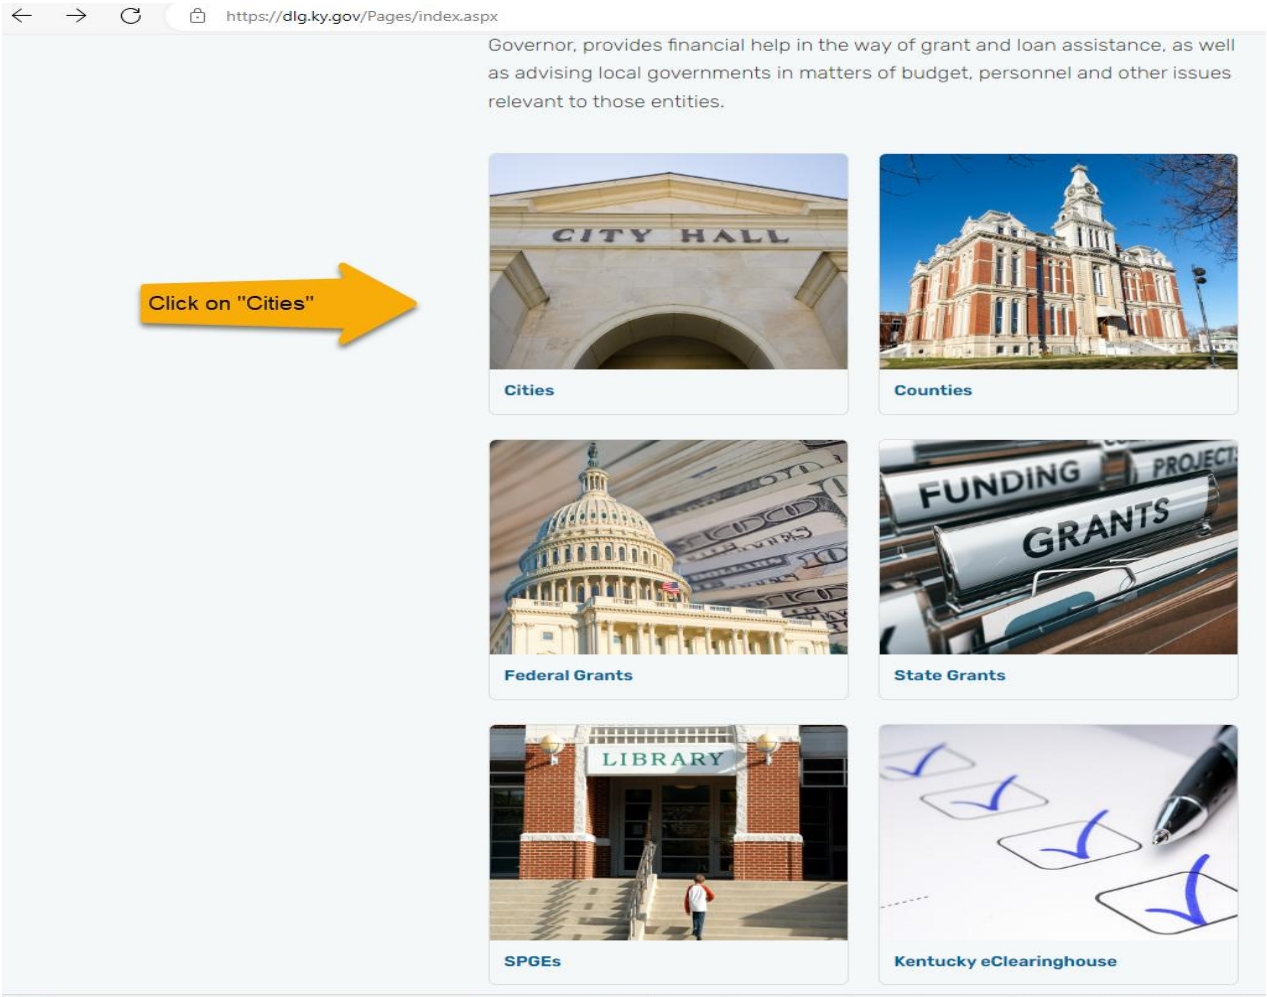 https://dlg.ky.gov/Pages/index.aspx
Governor, provides financial help in the way of grant and loan assistance, as well
as advising local governments in matters of budget, personnel and other issues
relevant to those entities.
CITY HALL
Click on "Cities"
Cities
Counties
FUNDING
PROJECT
GRANTS
Federal Grants
State Grants
LIBRARY
SPGEs
Kentucky eClearinghouse